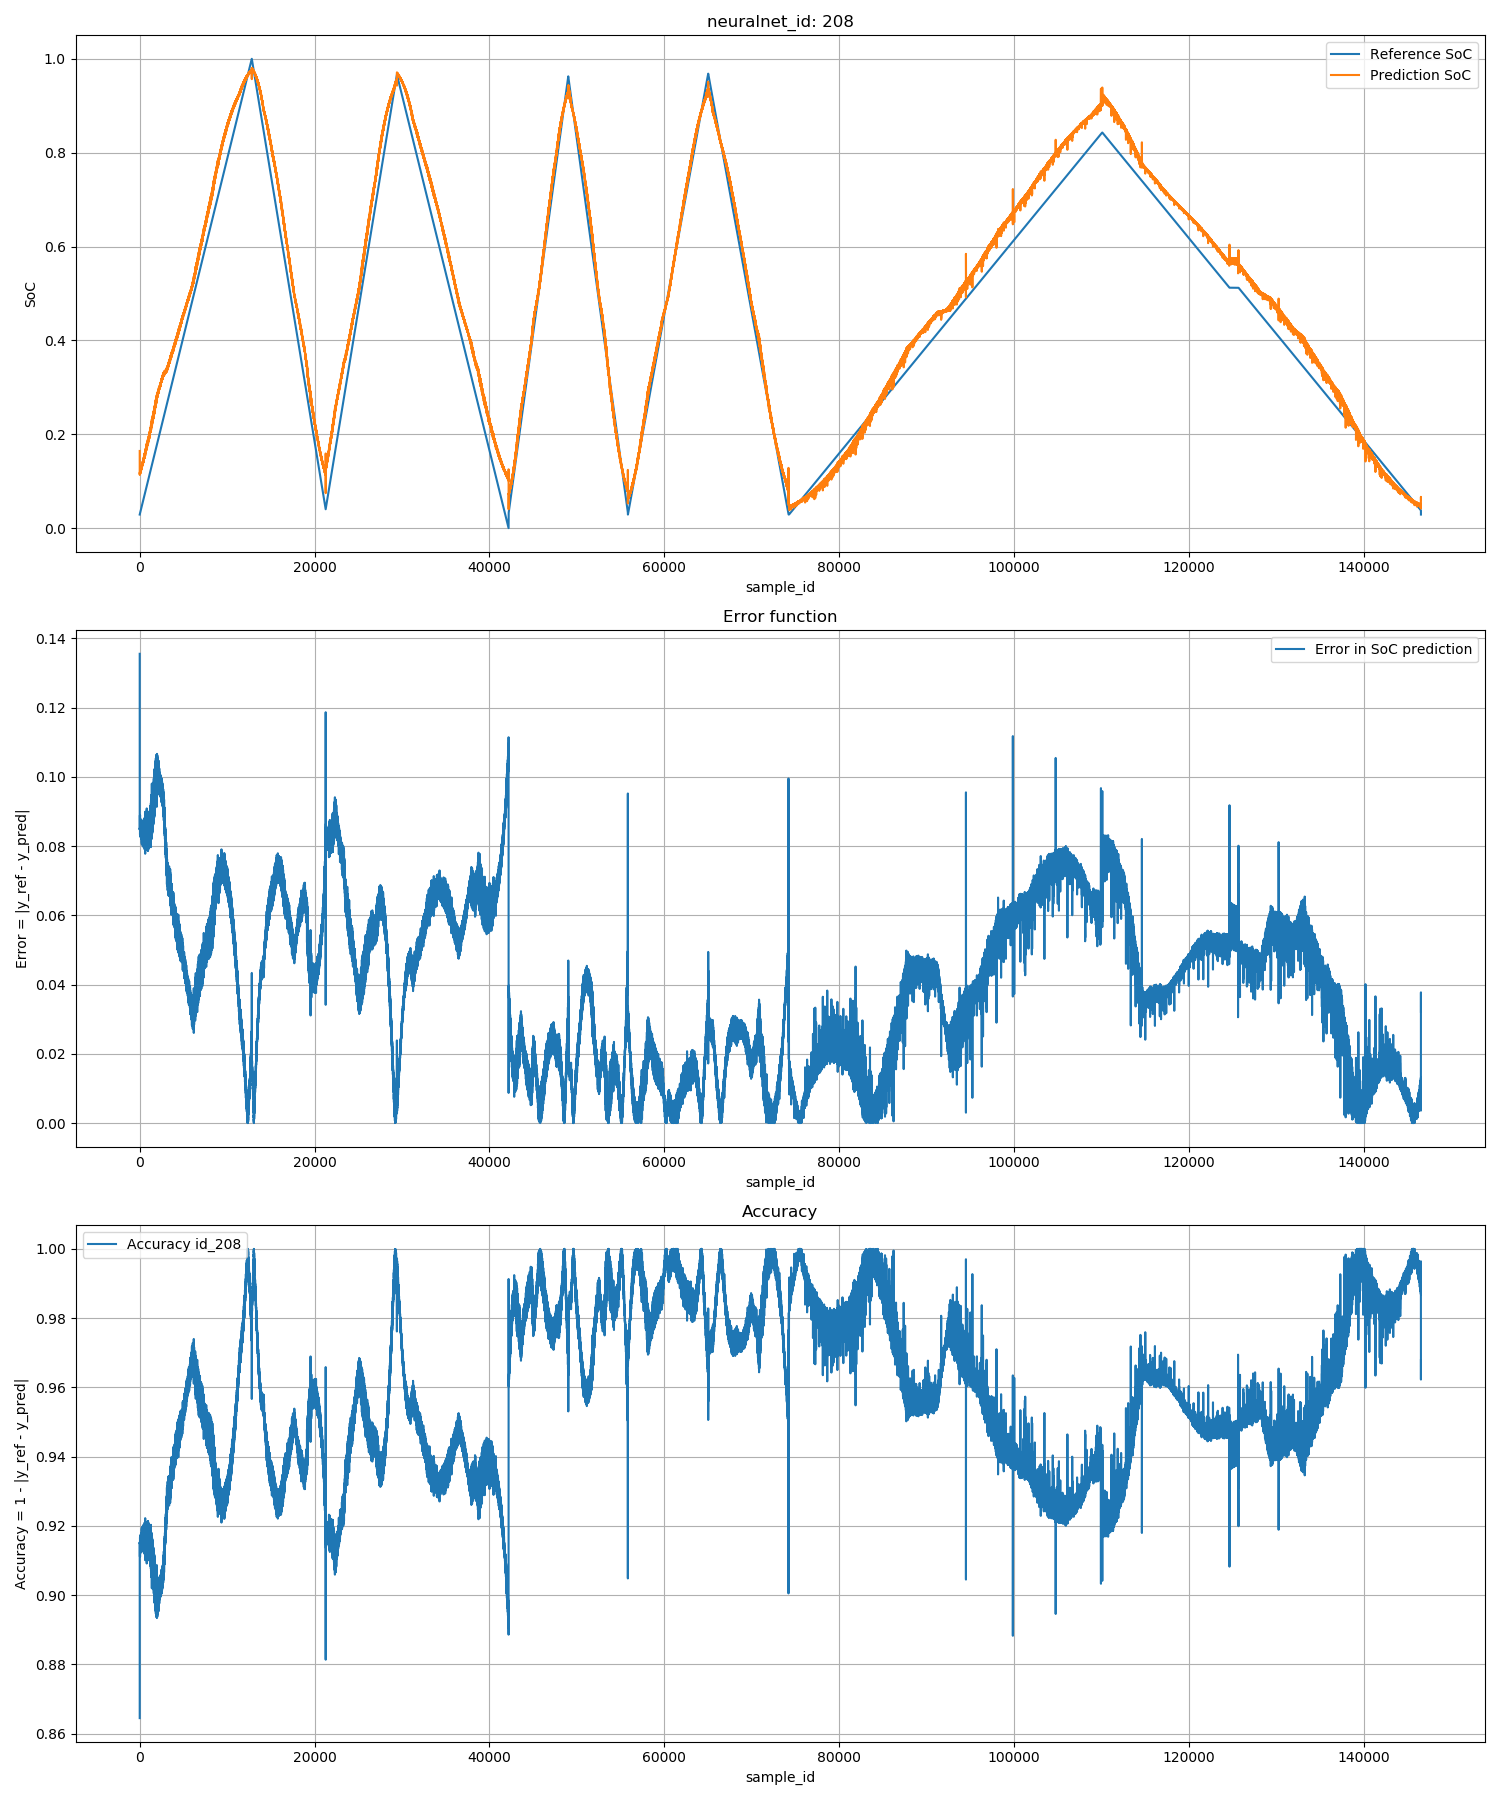 neuralnet_id: 208
Reference SoC
Prediction SoC
1.0
0.8
0.6
0.4
0.2
0.0
SoC
0 20000 40000 60000 80000 100000 120000 140000
sample_id
Error function
Error in SoC prediction
0.14
0.12
0.10
0.08
0.06
0.04
0.02
0.00
Error = |y_ref - y_pred|
0 20000 40000 60000 80000 100000 120000 140000
sample_id
Accuracy
Accuracy id_208
1.00
0.98
0.96
0.94
0.92
0.90
0.88
0.86
Accuracy = 1 - |y_ref - y_pred|
0 20000 40000 60000 80000 100000 120000 140000
sample_id